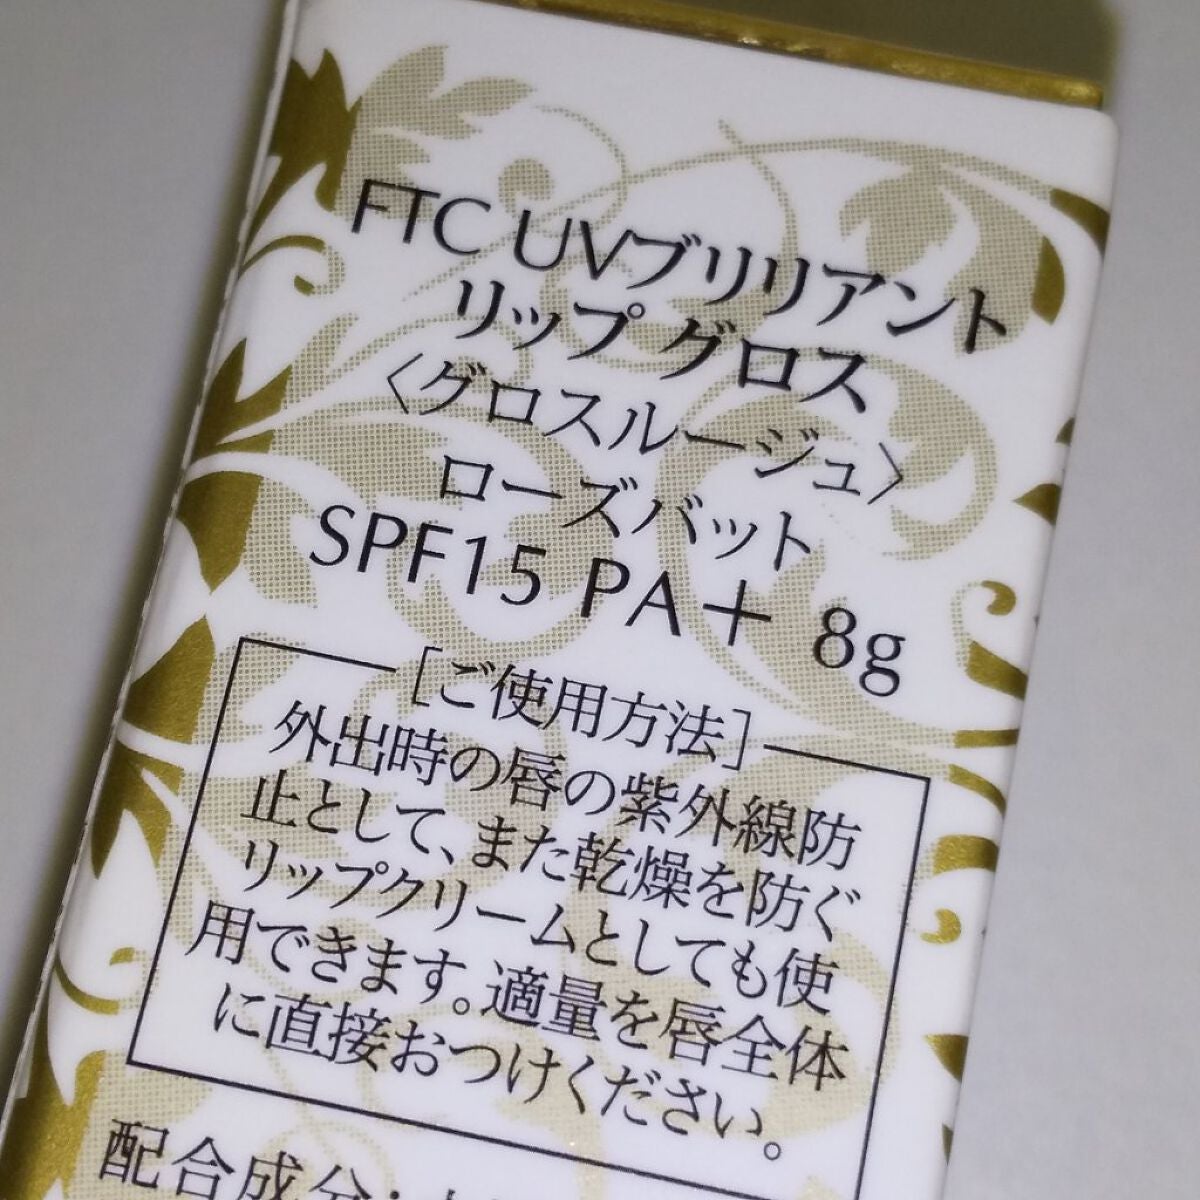 FTC UVブリリアント
リップ グロス
〈グロスルージュ〉
ローズバット
SPF15 PA＋ 8g
［ご使用方法］
外出時の唇の紫外線防
止として、また乾燥を防ぐ
リップクリームとしても使
用できます。適量を唇全体
に直接おつけください。
配合成分：